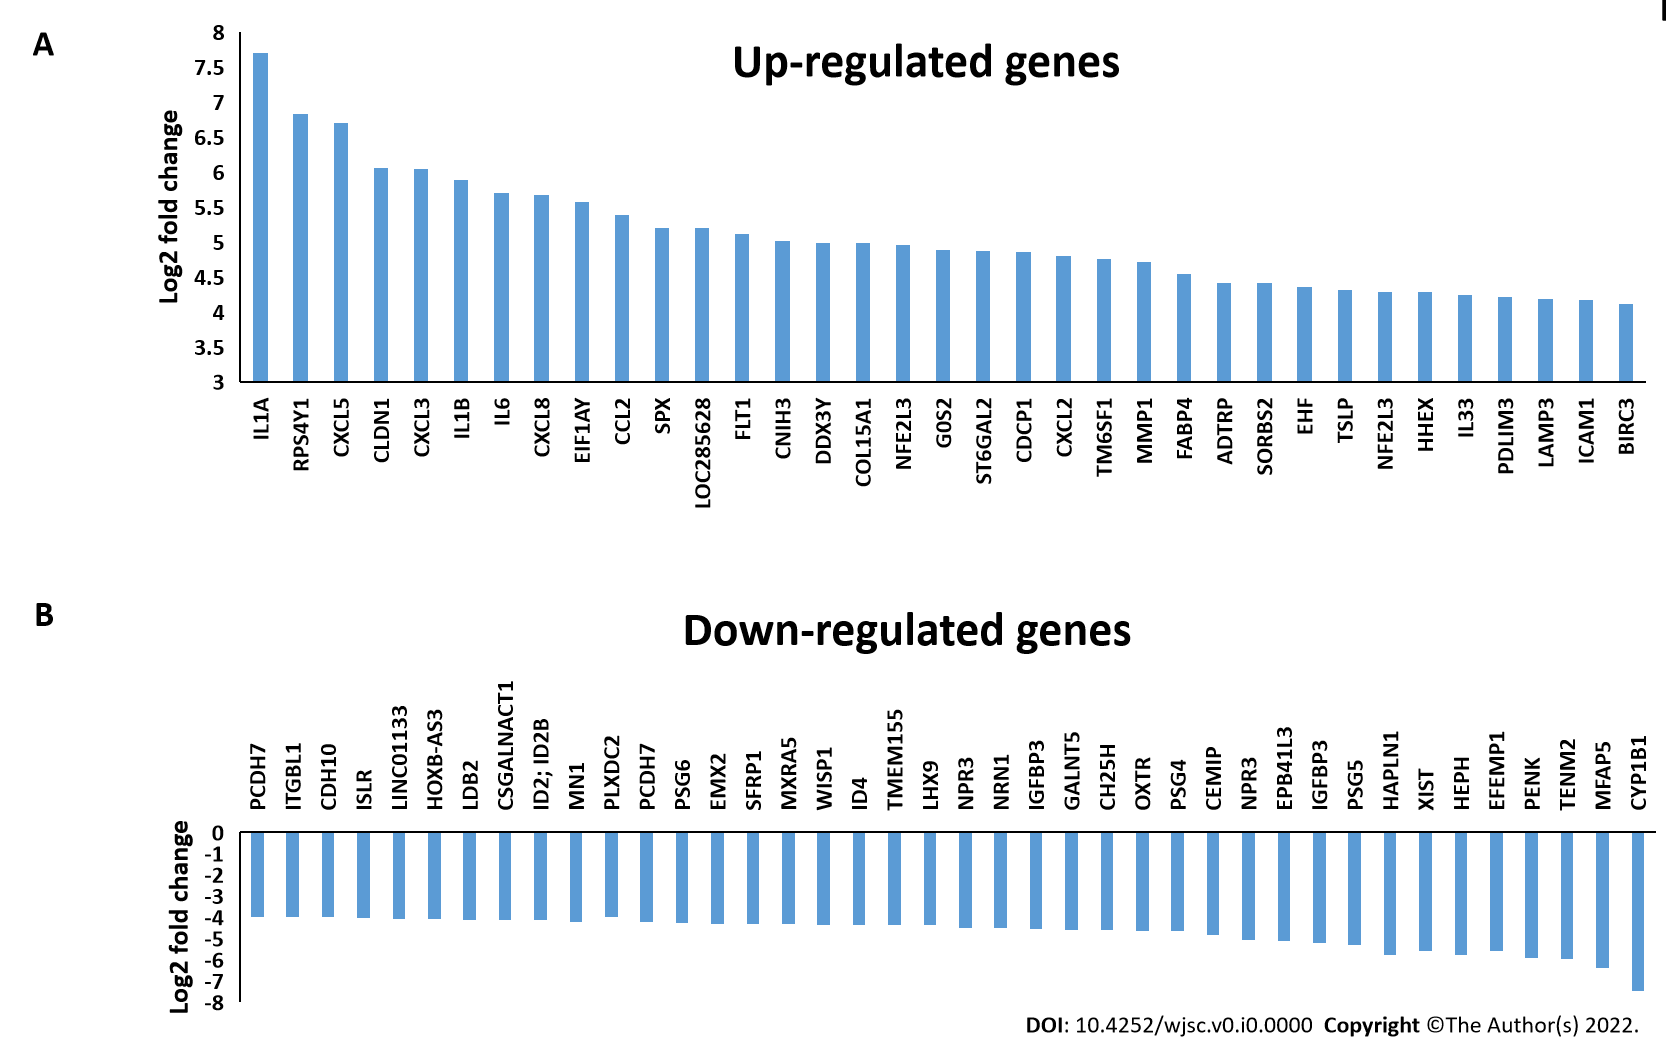 A
Up-regulated genes
Log2 fold change
8
7.5
7
6.5
6
5.5
5
4.5
4
3.5
3
IL1A
RPS4Y1
CXCL5
CLDN1
CXCL3
IL1B
IL6
CXCL8
EIF1AY
CCL2
SPX
LOC285628
FLT1
CNIH3
DDX3Y
COL15A1
NFE2L3
G0S2
ST6GAL2
CDCP1
CXCL2
TM6SF1
MMP1
FABP4
ADTRP
SORBS2
EHF
TSLP
NFE2L3
HHEX
IL33
PDLIM3
LAMP3
ICAM1
BIRC3
B
Down-regulated genes
PCDH7
ITGBL1
CDH10
ISLR
LINC01133
HOXB-AS3
LDB2
CSGALNACT1
ID2; ID2B
MN1
PLXDC2
PCDH7
PSG6
EMX2
SFRP1
MXRA5
WISP1
ID4
TMEM155
LHX9
NPR3
NRN1
IGFBP3
GALNT5
CH25H
OXTR
PSG4
CEMIP
NPR3
EPB41L3
IGFBP3
PSG5
HAPLN1
XIST
HEPH
EFEMP1
PENK
TENM2
MFAP5
CYP1B1
Log2 fold change
0
-1
-2
-3
-4
-5
-6
-7
-8
DOI: 10.4252/wjsc.v0.i0.0000 Copyright ©The Author(s) 2022.